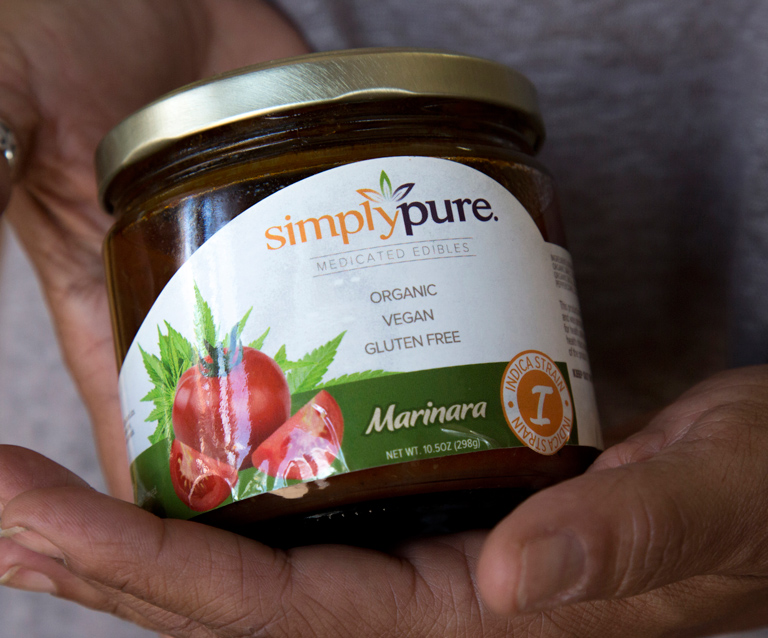 simplypure.
MEDICATED EDIBLES
ORGANIC
VEGAN
GLUTEN FREE
Marinara
NET WT. 10.5OZ (298g)
INDICA STRAIN • INDICA STRAIN •
I